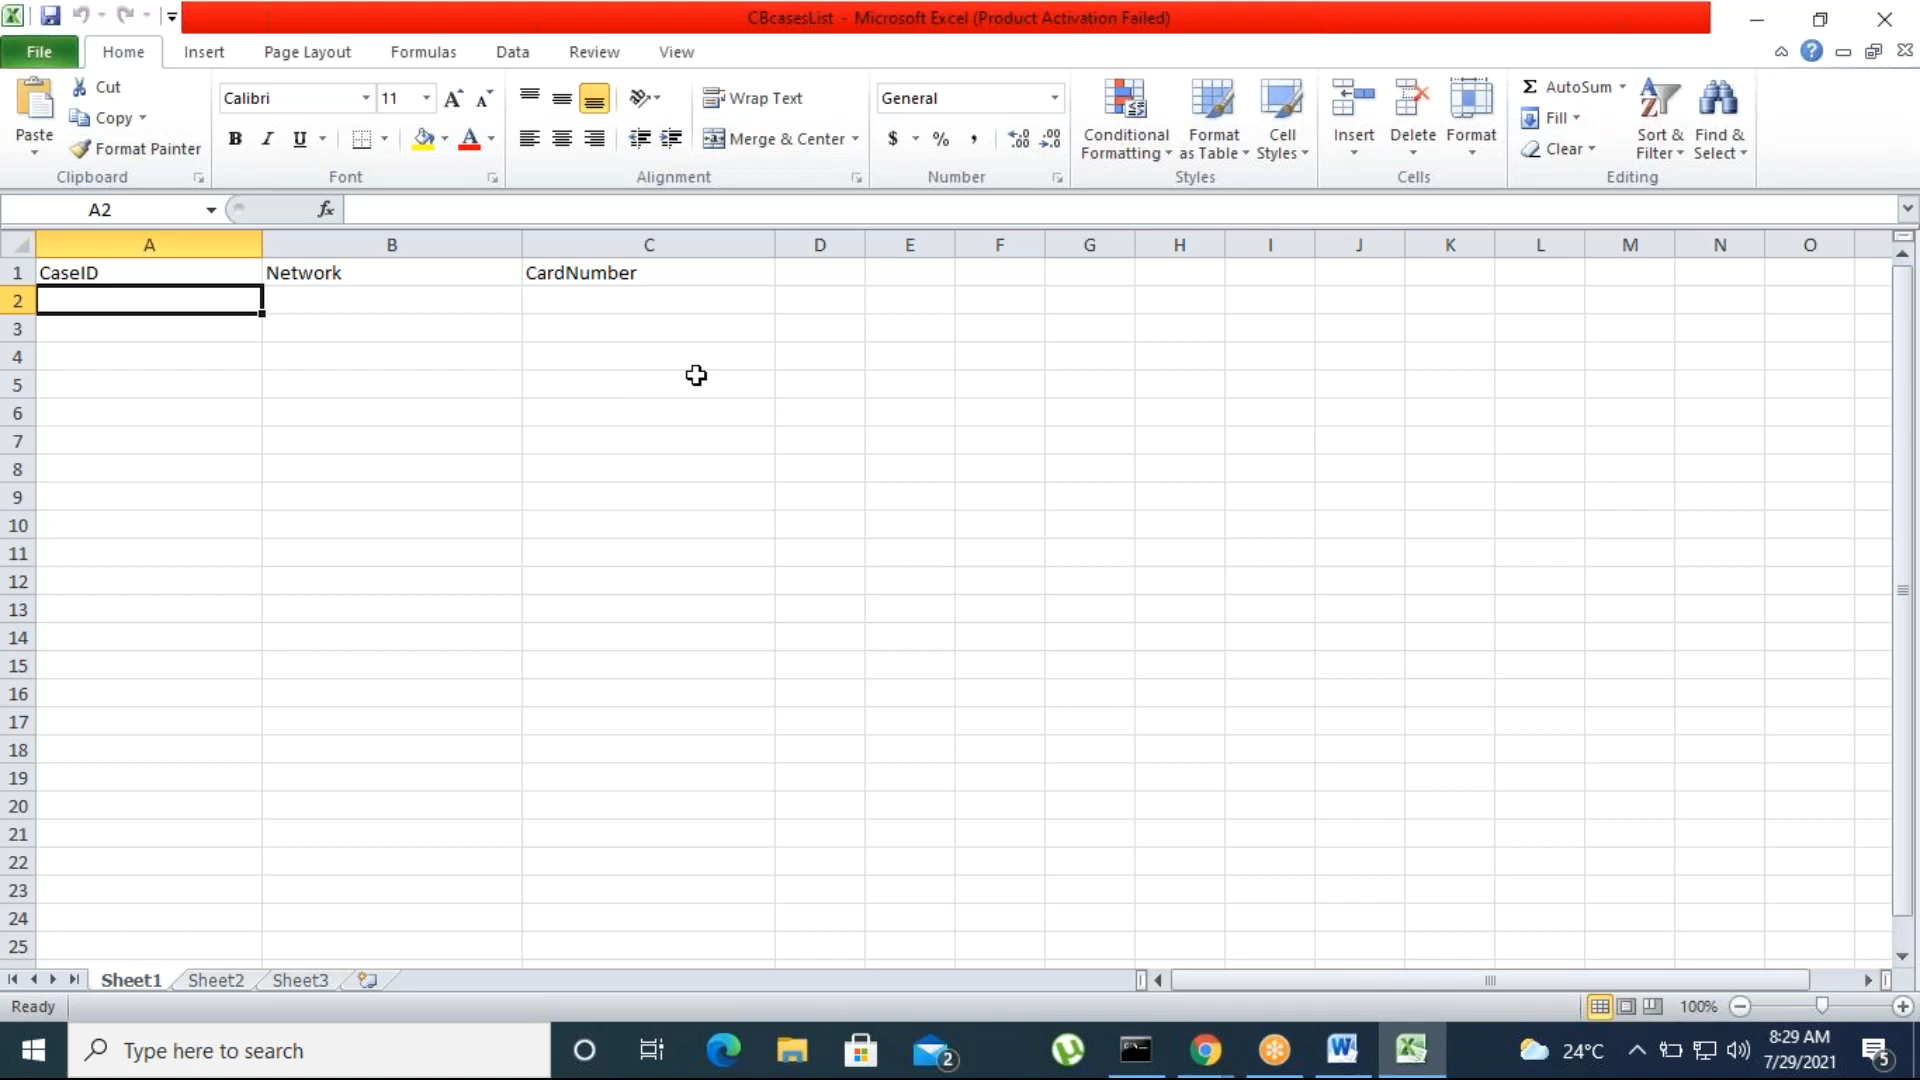 CBcasesList - Microsoft Excel (Product Activation Failed)
File Home Insert Page Layout Formulas Data Review View
Paste Cut Copy Format Painter Clipboard
Calibri 11 B I U Font
Wrap Text Merge & Center Alignment
General $ % , Number
Conditional Formatting Format as Table Cell Styles Styles
Insert Delete Format Cells
Σ AutoSum Fill Clear Sort & Filter Find & Select Editing
A2 fx
A B C D E F G H I J K L M N O
1 CaseID Network CardNumber
2
3
4
5
6
7
8
9
10
11
12
13
14
15
16
17
18
19
20
21
22
23
24
25
Sheet1 Sheet2 Sheet3
Ready 100%
Type here to search 2 24°C 8:29 AM 5
7/29/2021